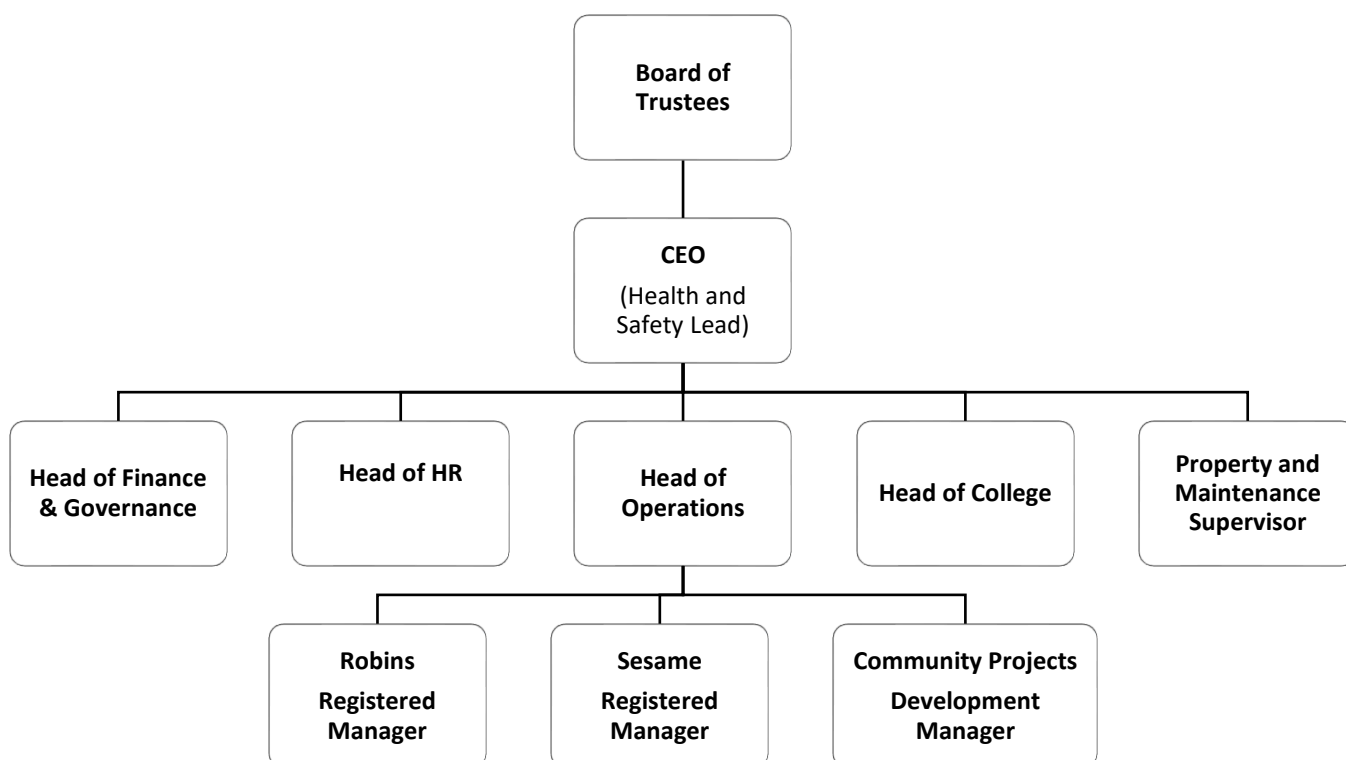 Board of
Trustees
CEO
(Health and
Safety Lead)
Head of Finance
& Governance
Head of HR
Head of
Operations
Head of College
Property and
Maintenance
Supervisor
Robins
Registered
Manager
Sesame
Registered
Manager
Community Projects
Development
Manager